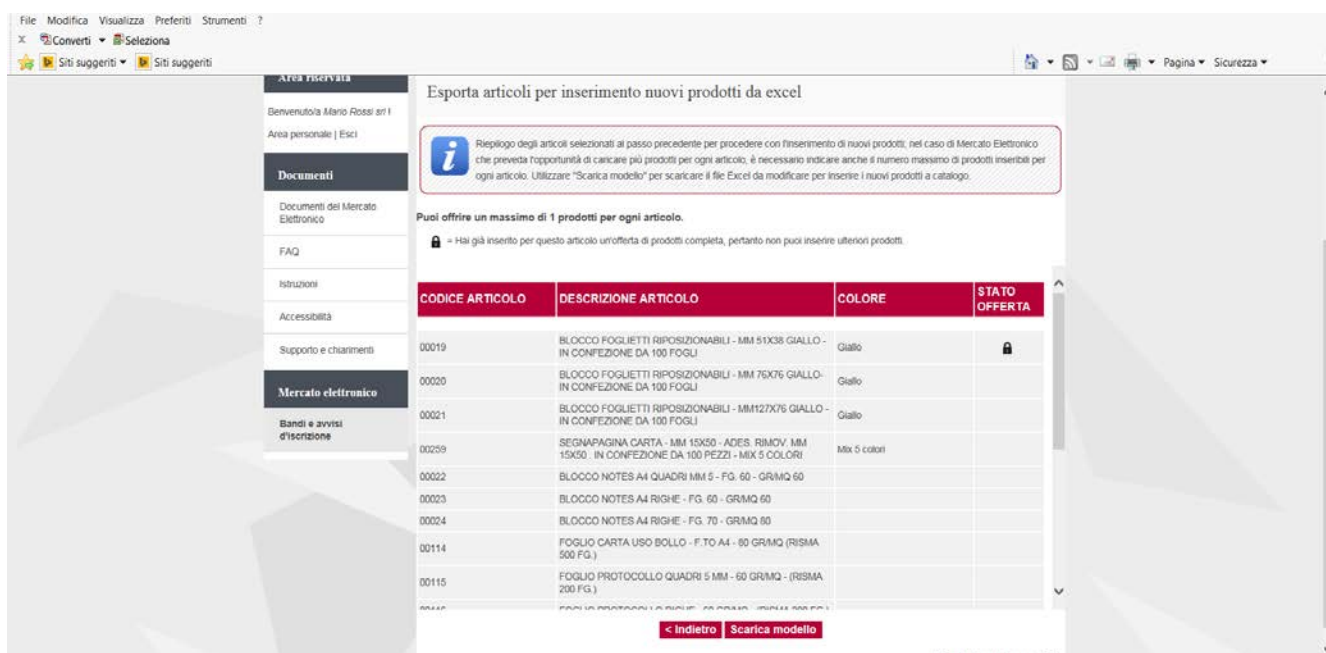 File Modifica Visualizza Preferiti Strumenti ?
X Converti Seleziona
Siti suggeriti Siti suggeriti
Pagina Sicurezza
Area riservata
Benvenuto/a Mario Rossi srl !
Area personale | Esci
Documenti
Documenti del Mercato
Elettronico
FAQ
Istruzioni
Accessibilità
Supporto e chiarimenti
Mercato elettronico
Bandi e avvisi
d'iscrizione
Esporta articoli per inserimento nuovi prodotti da excel
Riepilogo degli articoli selezionati al passo precedente per procedere con l'inserimento di nuovi prodotti; nel caso di Mercato Elettronico
che preveda l'opportunità di caricare più prodotti per ogni articolo, è necessario indicare anche il numero massimo di prodotti inseribili per
ogni articolo. Utilizzare "Scarica modello" per scaricare il file Excel da modificare per inserire i nuovi prodotti a catalogo.
Puoi offrire un massimo di 1 prodotti per ogni articolo.
= Hai già inserito per questo articolo un'offerta di prodotti completa, pertanto non puoi inserire ulteriori prodotti.
CODICE ARTICOLO DESCRIZIONE ARTICOLO COLORE STATO
OFFERTA
00019 BLOCCO FOGLIETTI RIPOSIZIONABILI - MM 51X38 GIALLO -
IN CONFEZIONE DA 100 FOGLI Giallo
00020 BLOCCO FOGLIETTI RIPOSIZIONABILI - MM 76X76 GIALLO-
IN CONFEZIONE DA 100 FOGLI Giallo
00021 BLOCCO FOGLIETTI RIPOSIZIONABILI - MM127X76 GIALLO -
IN CONFEZIONE DA 100 FOGLI Giallo
00259 SEGNAPAGINA CARTA - MM 15X50 - ADES. RIMOV. MM
15X50 . IN CONFEZIONE DA 100 PEZZI - MIX 5 COLORI Mix 5 colori
00022 BLOCCO NOTES A4 QUADRI MM 5 - FG. 60 - GR/MQ 60
00023 BLOCCO NOTES A4 RIGHE - FG. 60 - GR/MQ 60
00024 BLOCCO NOTES A4 RIGHE - FG. 70 - GR/MQ 80
00114 FOGLIO CARTA USO BOLLO - F.TO A4 - 80 GR/MQ (RISMA
500 FG.)
00115 FOGLIO PROTOCOLLO QUADRI 5 MM - 60 GR/MQ - (RISMA
200 FG.)
< Indietro Scarica modello